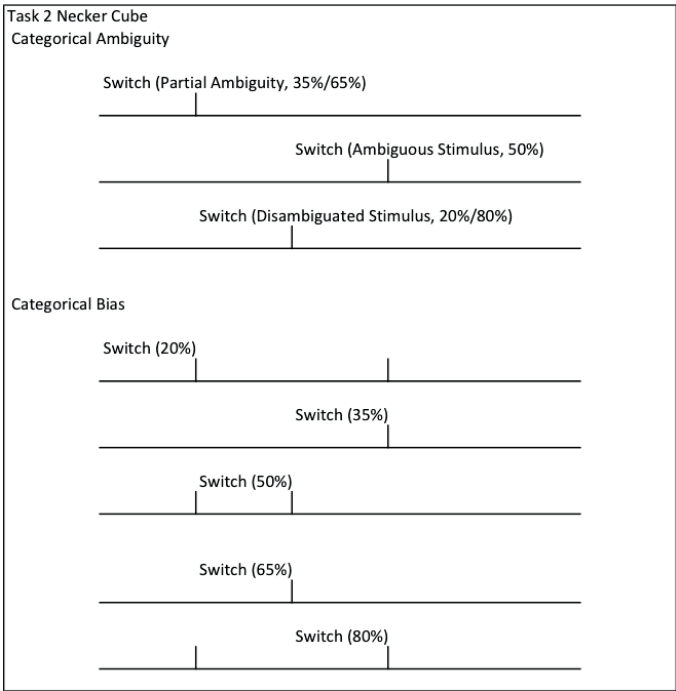 Task 2 Necker Cube
Categorical Ambiguity
Switch (Partial Ambiguity, 35%/65%)
Switch (Ambiguous Stimulus, 50%)
Switch (Disambiguated Stimulus, 20%/80%)
Categorical Bias
Switch (20%)
Switch (35%)
Switch (50%)
Switch (65%)
Switch (80%)